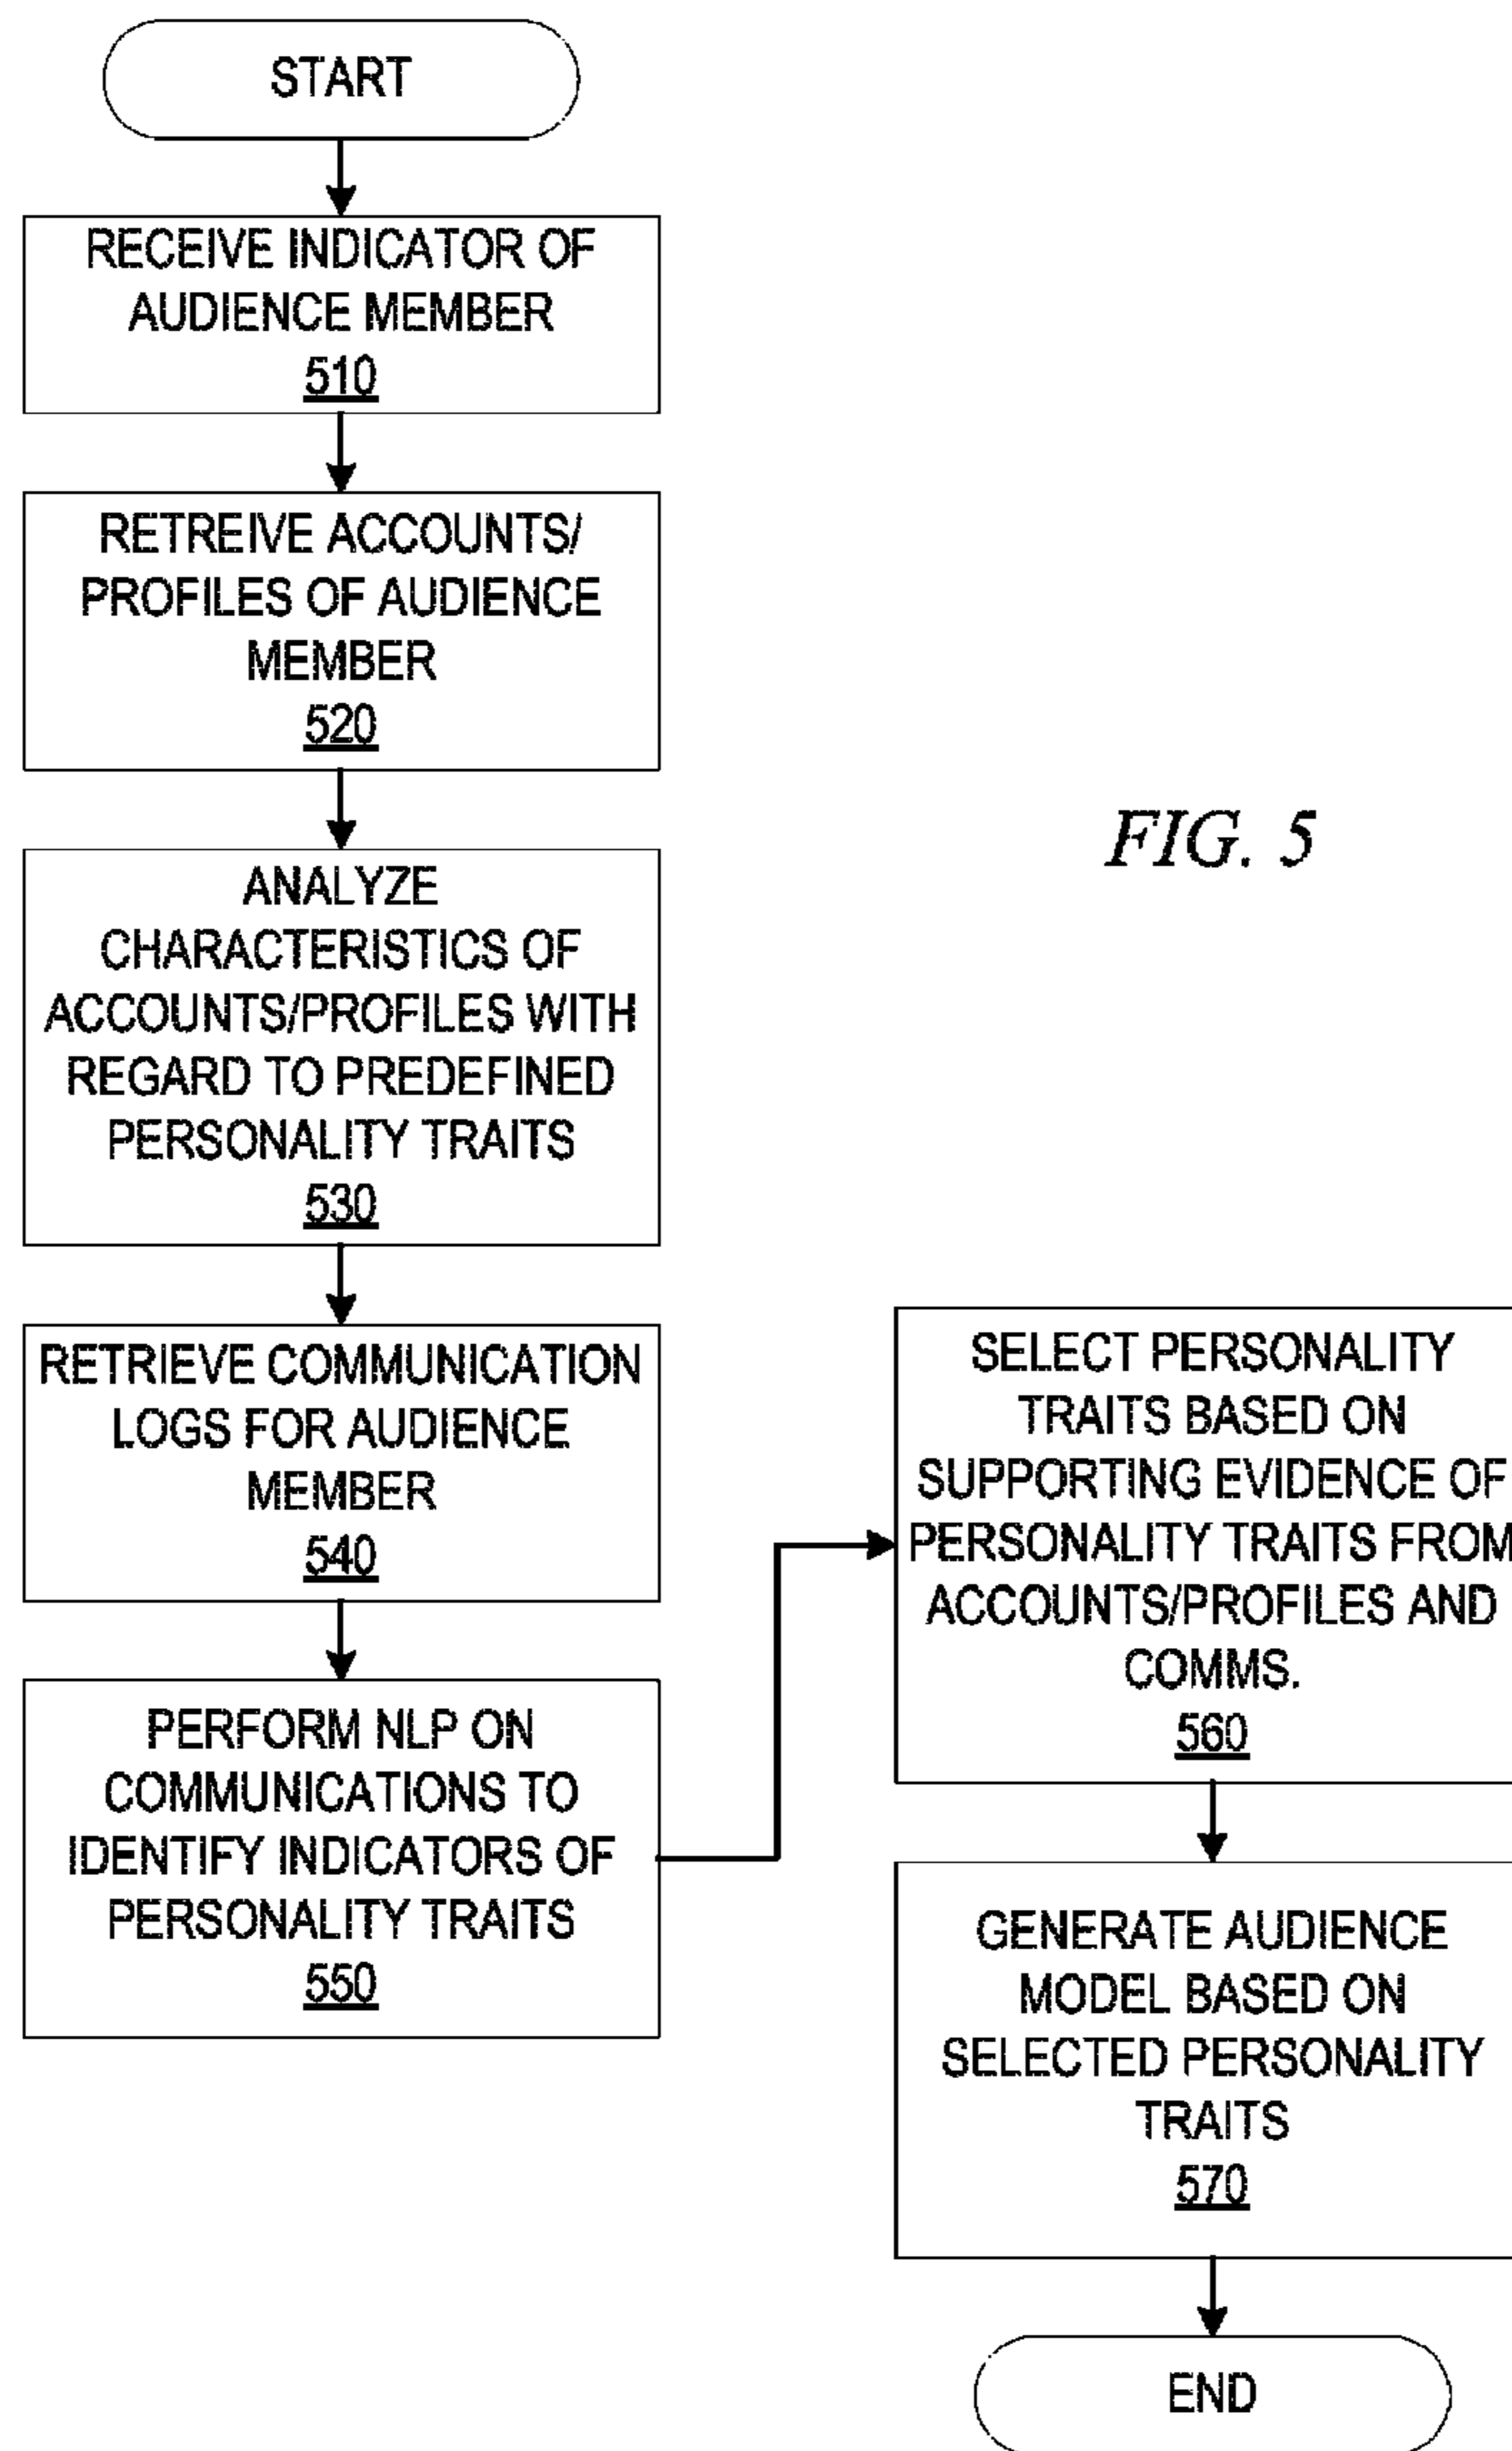 START
RECEIVE INDICATOR OF
AUDIENCE MEMBER
510
RETREIVE ACCOUNTS/
PROFILES OF AUDIENCE
MEMBER
520
ANALYZE
CHARACTERISTICS OF
ACCOUNTS/PROFILES WITH
REGARD TO PREDEFINED
PERSONALITY TRAITS
530
RETRIEVE COMMUNICATION
LOGS FOR AUDIENCE
MEMBER
540
PERFORM NLP ON
COMMUNICATIONS TO
IDENTIFY INDICATORS OF
PERSONALITY TRAITS
550
FIG. 5
SELECT PERSONALITY
TRAITS BASED ON
SUPPORTING EVIDENCE OF
PERSONALITY TRAITS FROM
ACCOUNTS/PROFILES AND
COMMS.
560
GENERATE AUDIENCE
MODEL BASED ON
SELECTED PERSONALITY
TRAITS
570
END